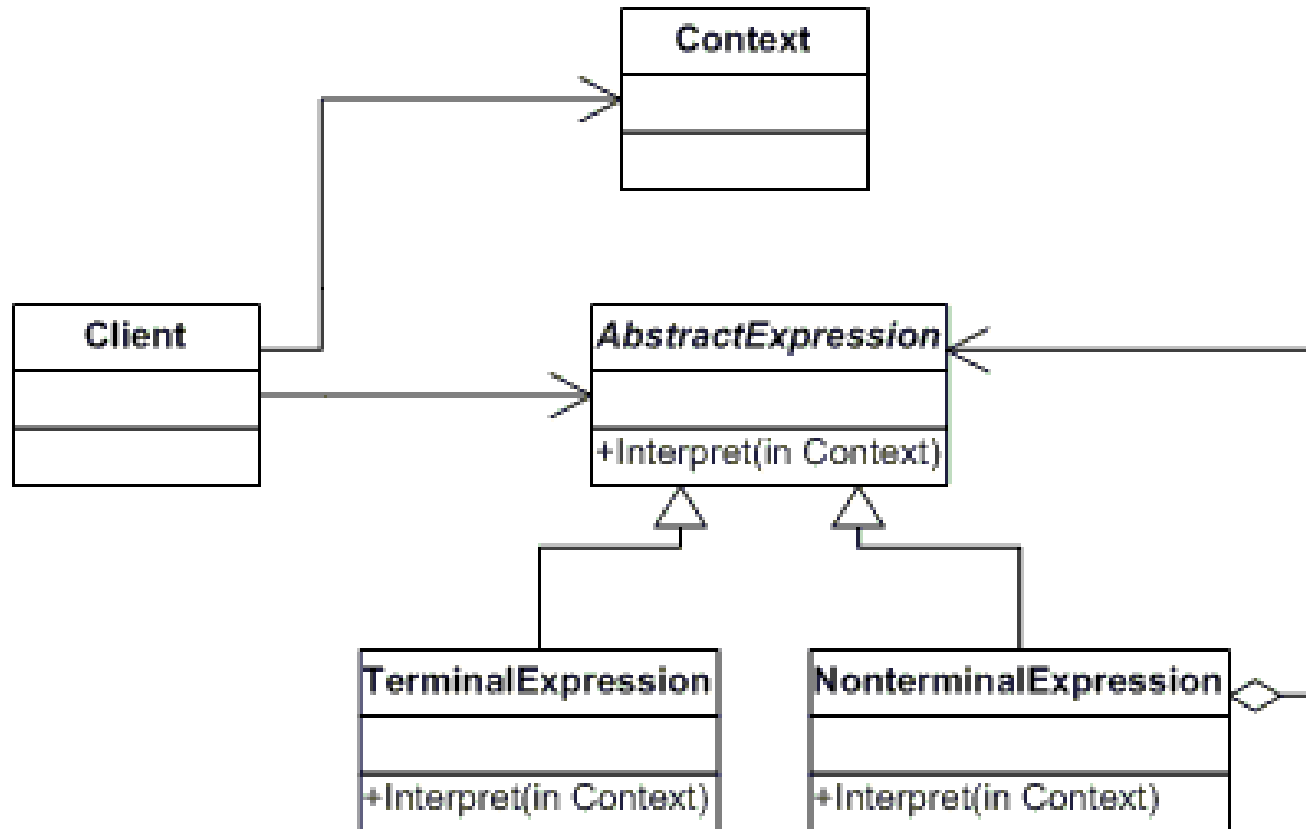 Context
Client
AbstractExpression
+Interpret(in Context)
TerminalExpression
+Interpret(in Context)
NonterminalExpression
+Interpret(in Context)